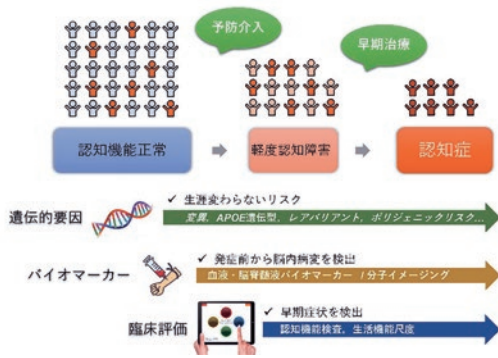 予防介入
早期治療
認知機能正常
軽度認知障害
認知症
遺伝的要因
✓ 生涯変わらないリスク
変異，APOE遺伝型，レアバリアント，ポリジェニックリスク…
バイオマーカー
✓ 発症前から脳内病変を検出
血液・脳脊髄液バイオマーカー / 分子イメージング
臨床評価
✓ 早期症状を検出
認知機能検査，生活機能尺度